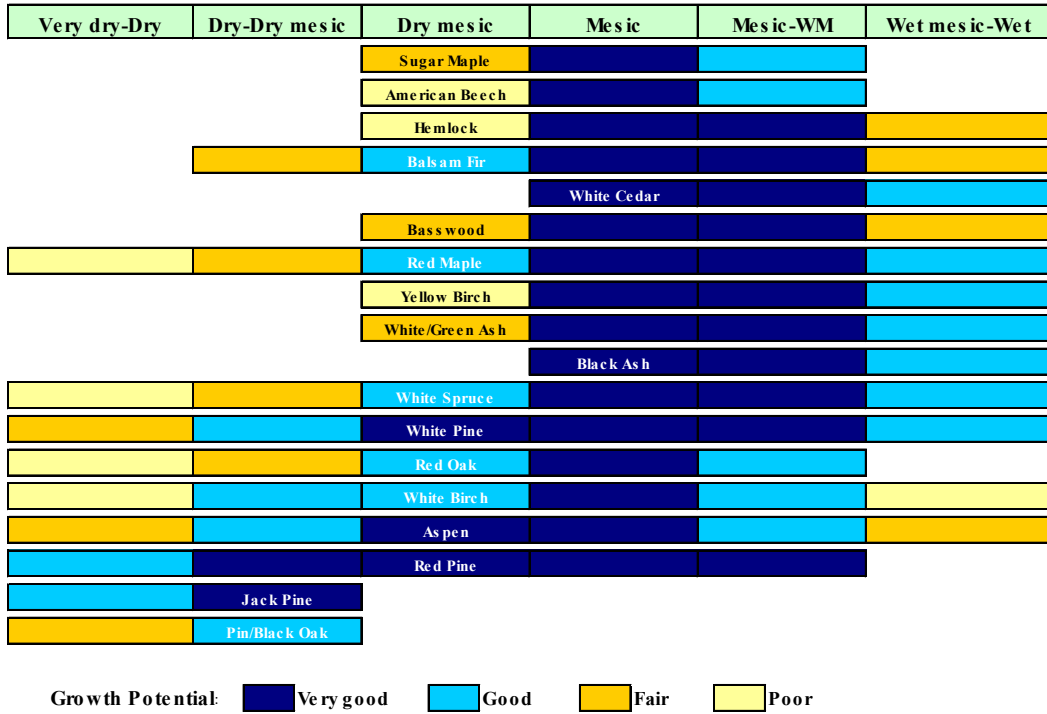 Very dry-Dry Dry-Dry mesic Dry mesic Mesic Mesic-WM Wet mesic-Wet
Sugar Maple
American Beech
Hemlock
Balsam Fir
White Cedar
Basswood
Red Maple
Yellow Birch
White/Green Ash
Black Ash
White Spruce
White Pine
Red Oak
White Birch
Aspen
Red Pine
Jack Pine
Pin/Black Oak
Growth Potential: Very good Good Fair Poor